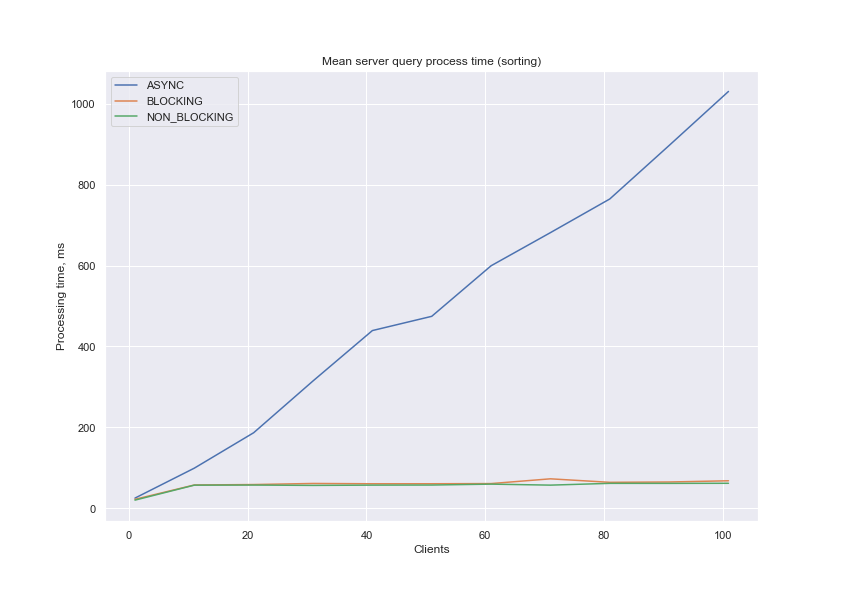 Mean server query process time (sorting)
ASYNC
BLOCKING
NON_BLOCKING
1000
800
600
400
200
0
Processing time, ms
0 20 40 60 80 100
Clients